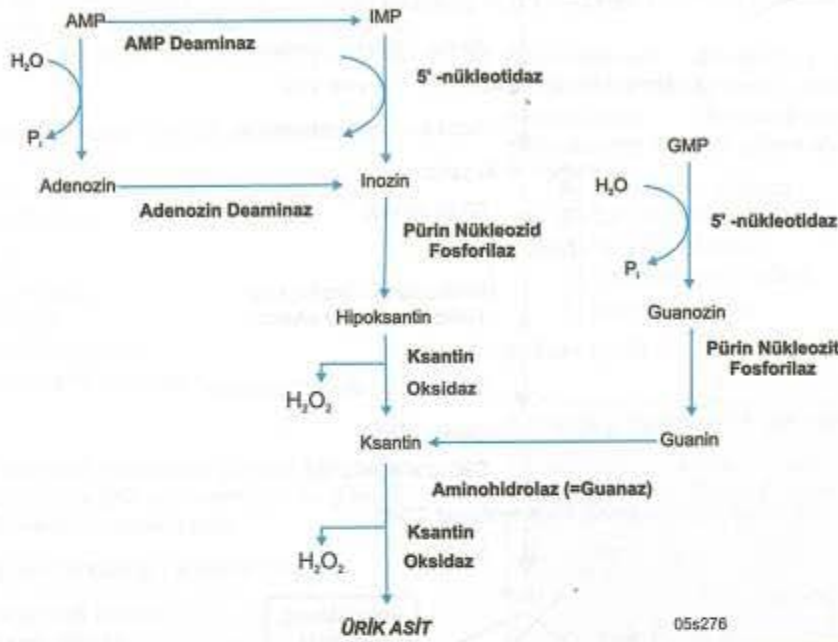 AMP
IMP
AMP Deaminaz
H₂O
5' -nükleotidaz
Pᵢ
GMP
Adenozin
İnozin
H₂O
Adenozin Deaminaz
5' -nükleotidaz
Pürin Nükleozid
Fosforilaz
Pᵢ
Hipoksantin
Guanozin
Ksantin
Oksidaz
H₂O₂
Pürin Nükleozit
Fosforilaz
Ksantin
Guanin
Aminohidrolaz (=Guanaz)
Ksantin
Oksidaz
H₂O₂
ÜRİK ASİT
05s276